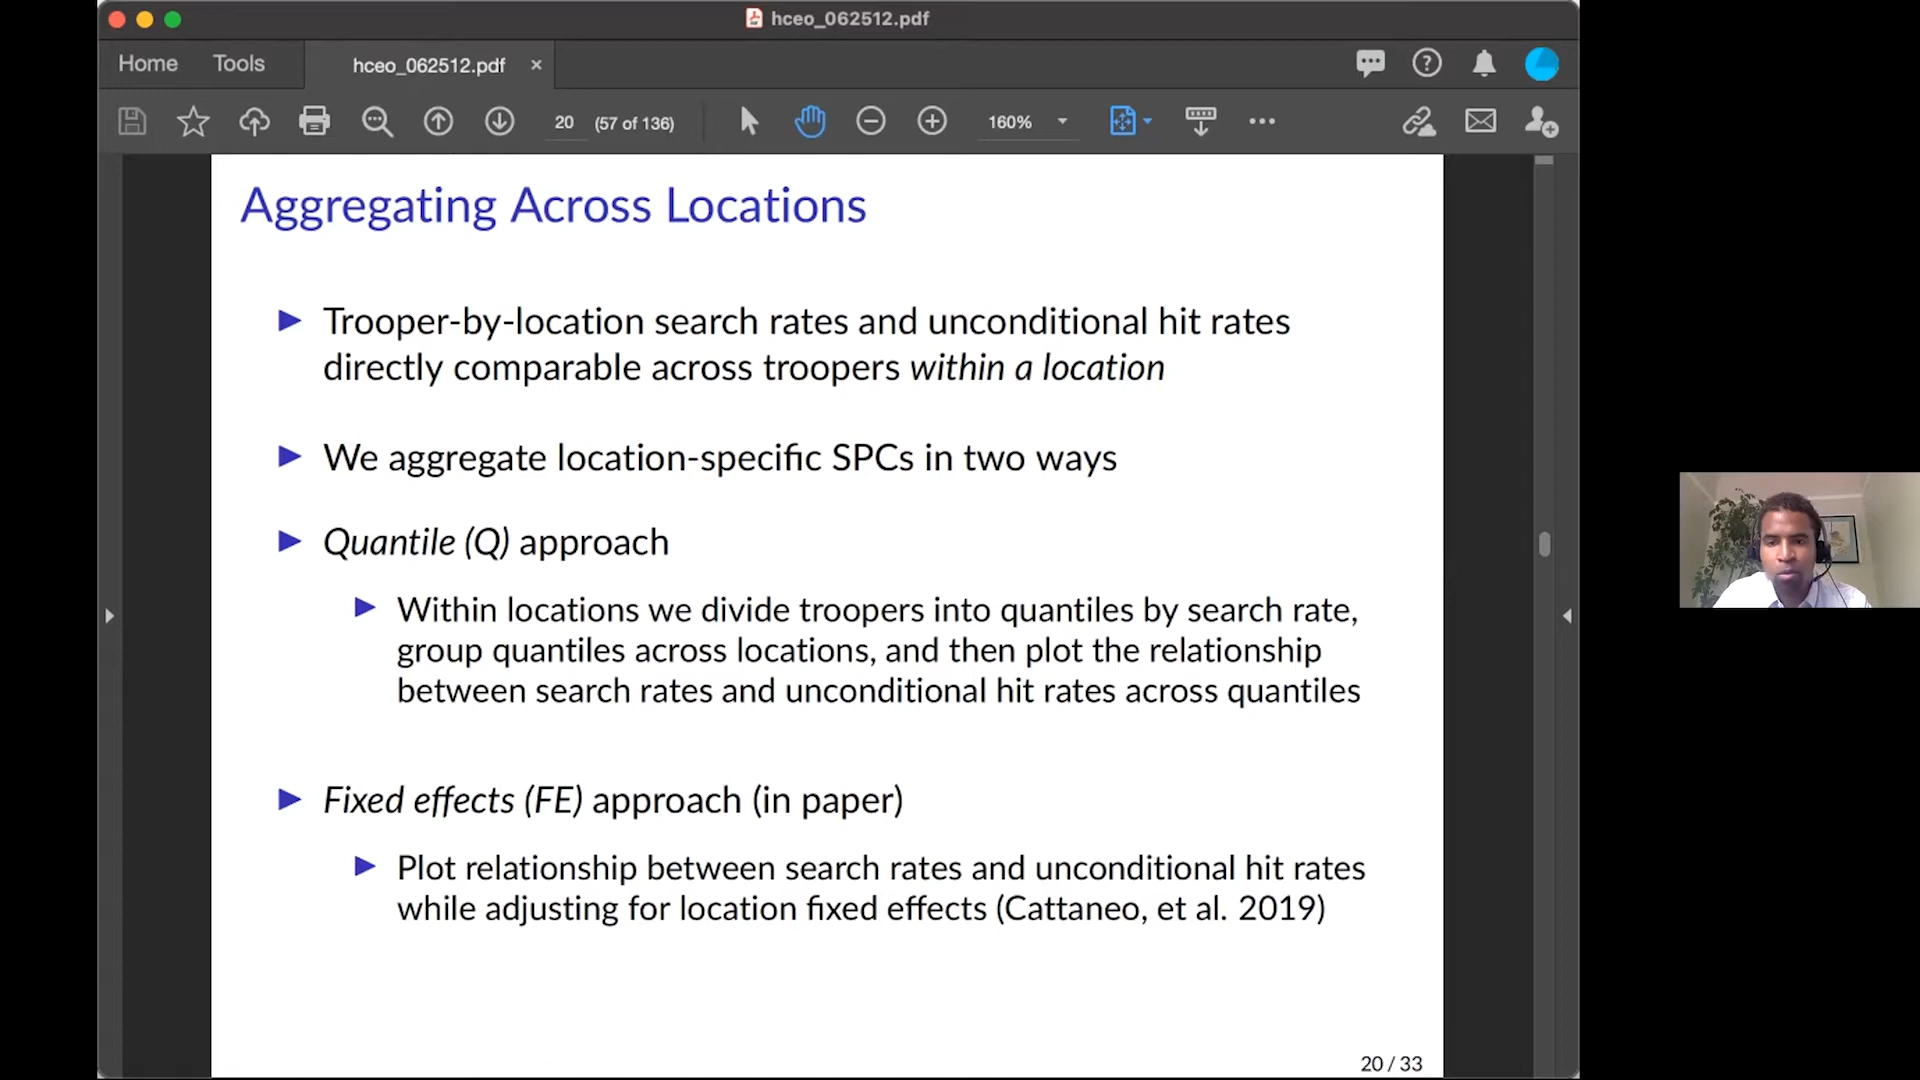 hceo_062512.pdf
Home Tools hceo_062512.pdf ×
20 (57 of 136) 160%
Aggregating Across Locations
Trooper-by-location search rates and unconditional hit rates
directly comparable across troopers within a location
We aggregate location-specific SPCs in two ways
Quantile (Q) approach
Within locations we divide troopers into quantiles by search rate,
group quantiles across locations, and then plot the relationship
between search rates and unconditional hit rates across quantiles
Fixed effects (FE) approach (in paper)
Plot relationship between search rates and unconditional hit rates
while adjusting for location fixed effects (Cattaneo, et al. 2019)
20 / 33